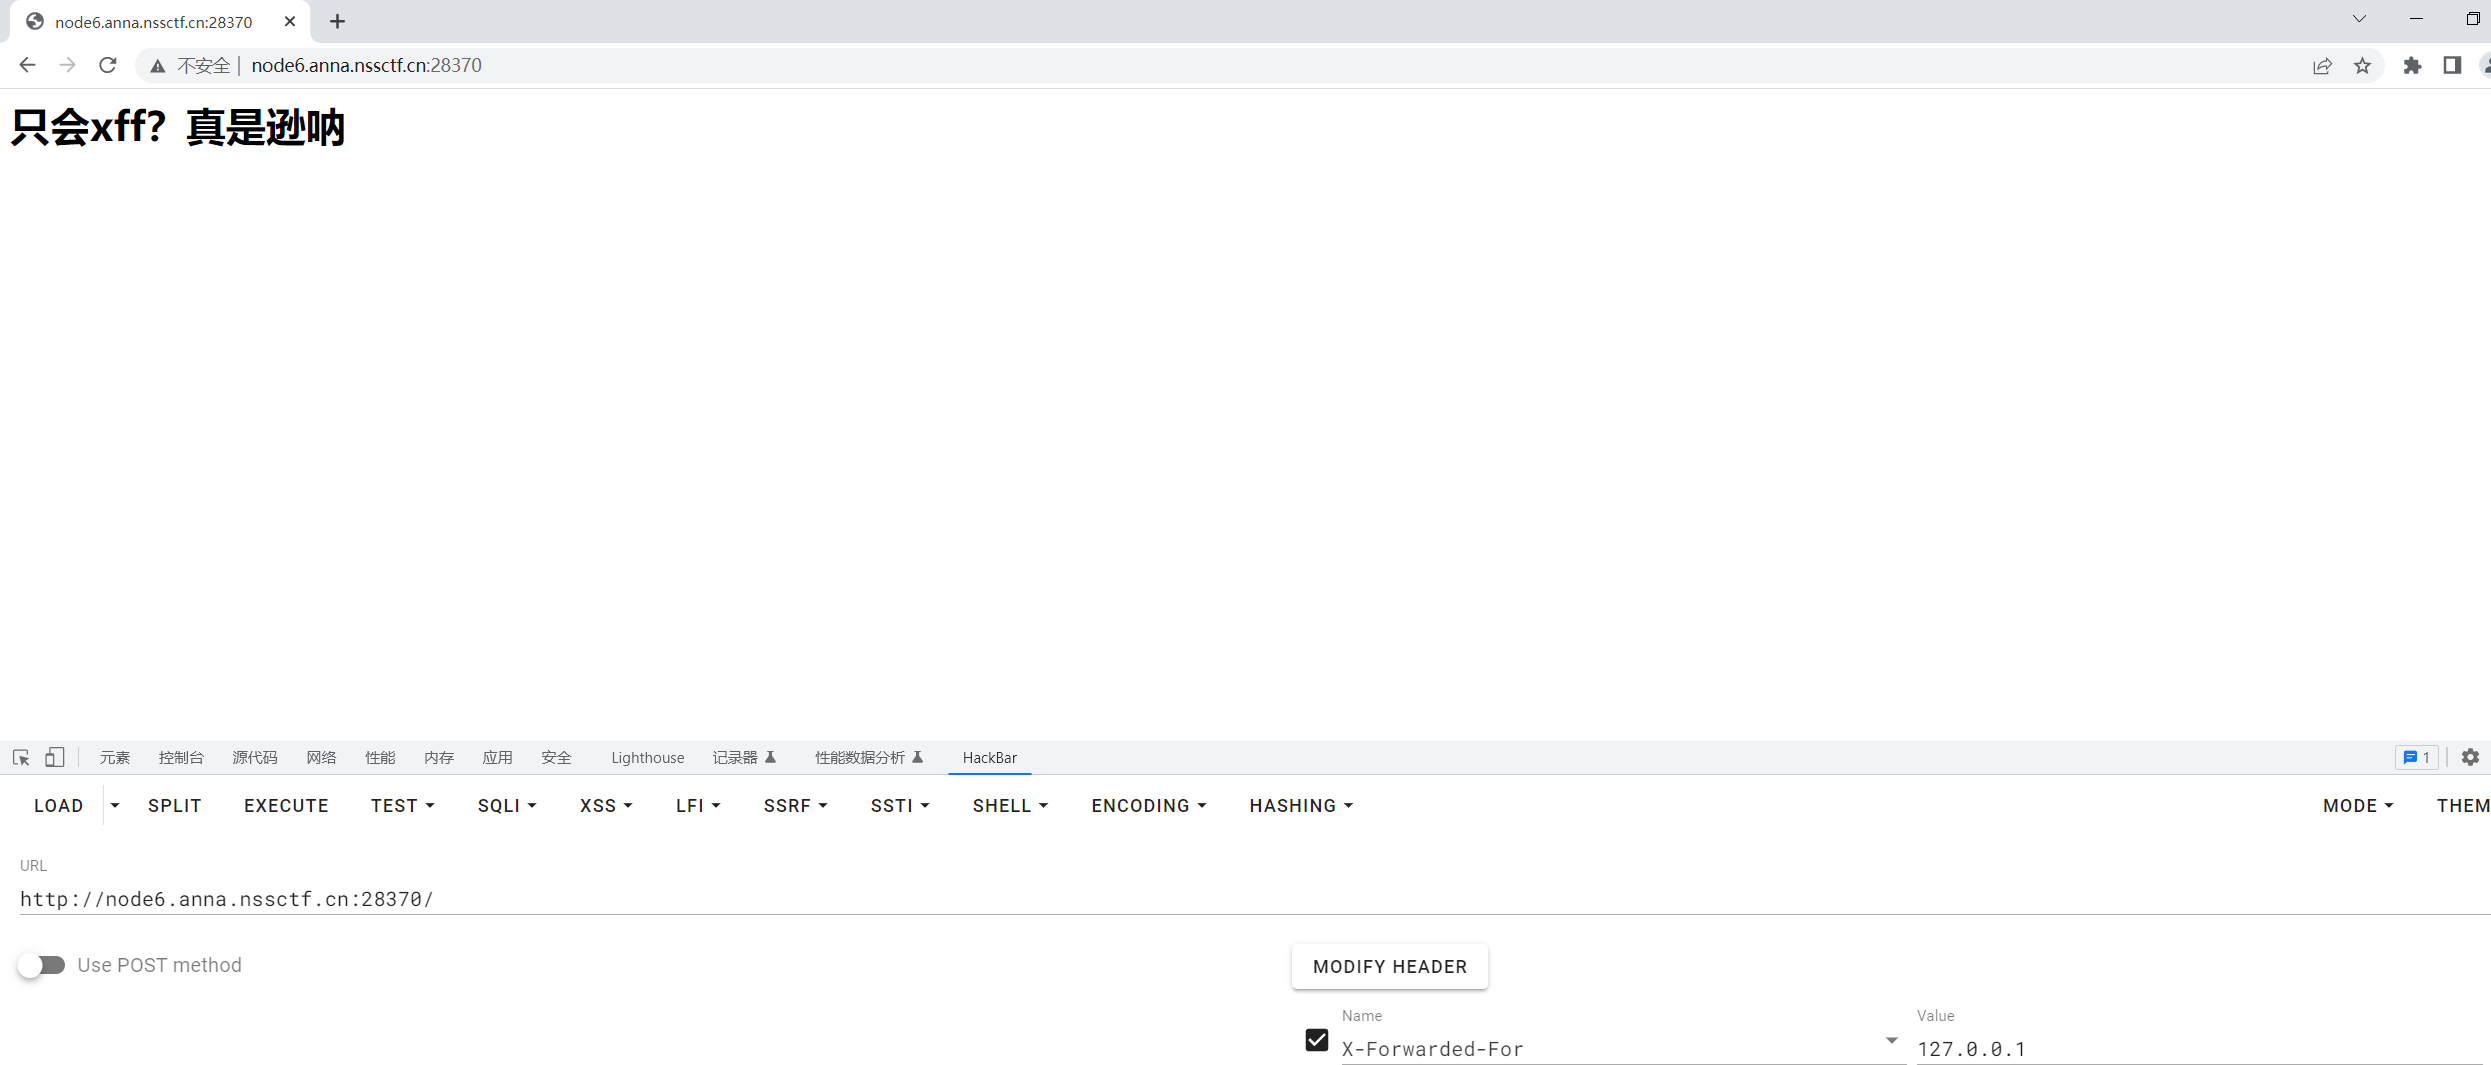 node6.anna.nssctf.cn:28370
不安全 | node6.anna.nssctf.cn:28370
只会xff？真是逊呐
元素 控制台 源代码 网络 性能 内存 应用 安全 Lighthouse 记录器 性能数据分析 HackBar 1
LOAD SPLIT EXECUTE TEST SQLI XSS LFI SSRF SSTI SHELL ENCODING HASHING MODE THEM
URL
http://node6.anna.nssctf.cn:28370/
Use POST method
MODIFY HEADER
Name Value
X-Forwarded-For 127.0.0.1